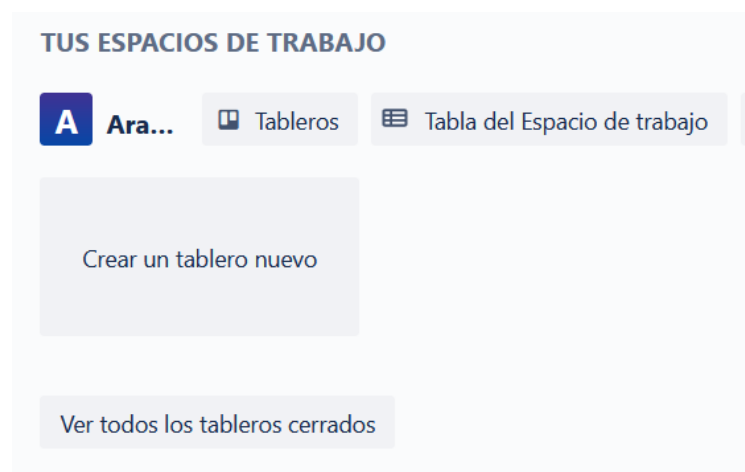 TUS ESPACIOS DE TRABAJO
A Ara... Tableros Tabla del Espacio de trabajo
Crear un tablero nuevo
Ver todos los tableros cerrados